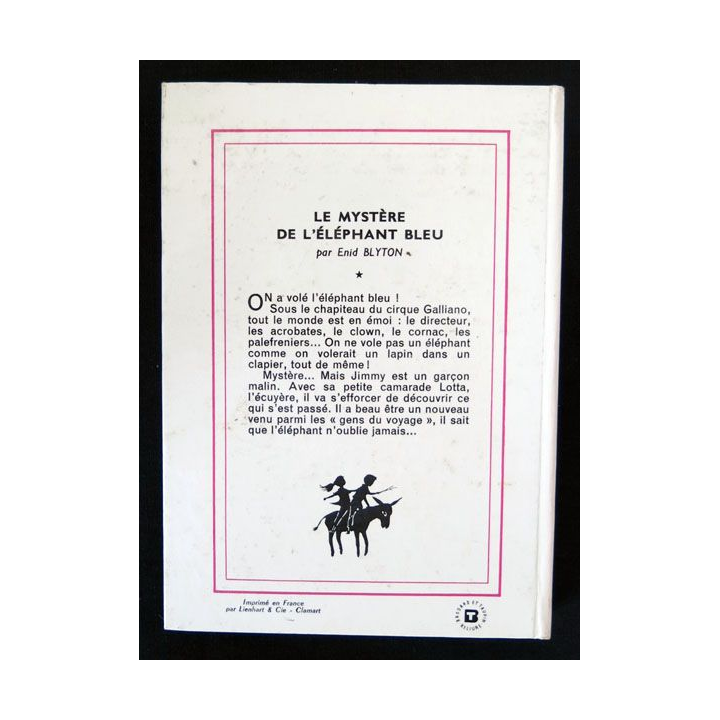 LE MYSTÈRE
DE L'ÉLÉPHANT BLEU
par Enid BLYTON
★
ON a volé l'éléphant bleu !
Sous le chapiteau du cirque Galliano,
tout le monde est en émoi : le directeur,
les acrobates, le clown, le cornac, les
palefreniers... On ne vole pas un éléphant
comme on volerait un lapin dans un
clapier, tout de même !
Mystère... Mais Jimmy est un garçon
malin. Avec sa petite camarade Lotta,
l'écuyère, il va s'efforcer de découvrir ce
qui s'est passé. Il a beau être un nouveau
venu parmi les « gens du voyage », il sait
que l'éléphant n'oublie jamais...
Imprimé en France
par Lienhart & Cie - Clamart
BRODARD ET TAUPIN
BT
RELIURE